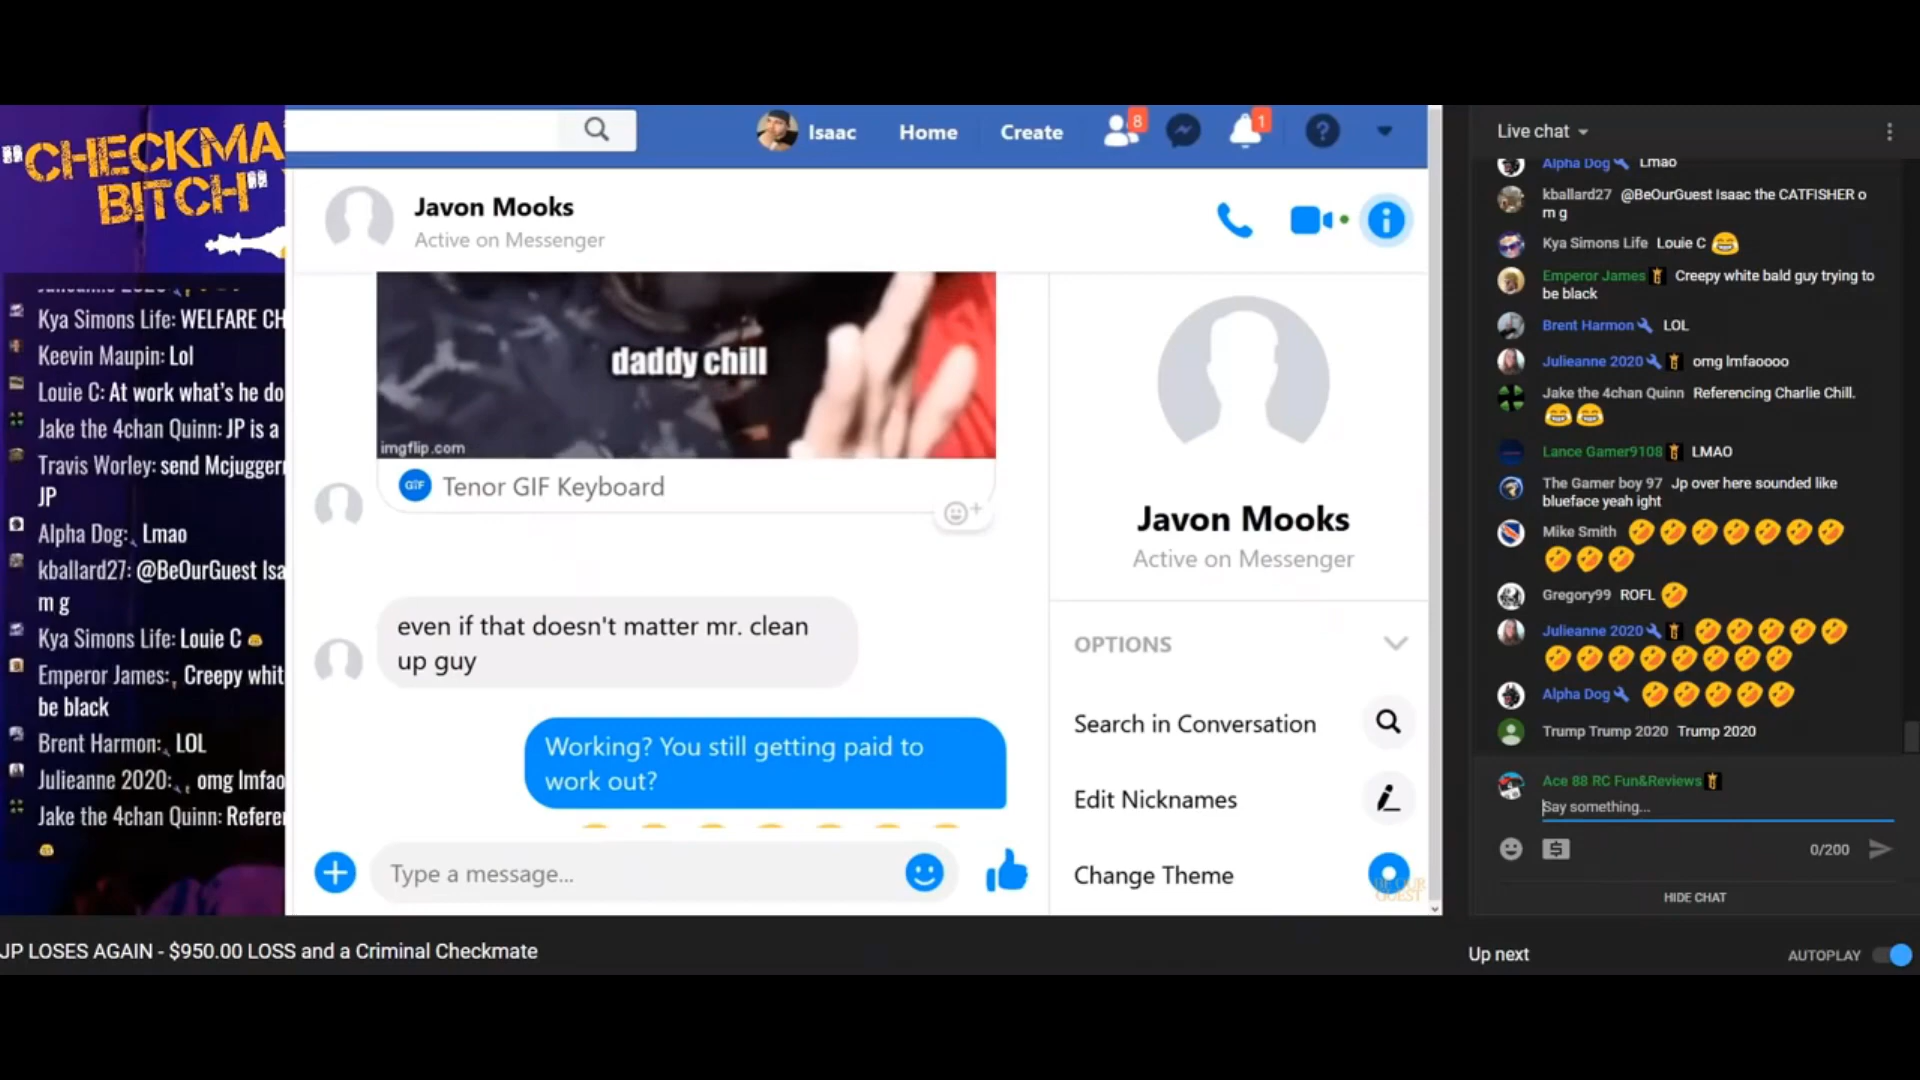 "CHECKMA
BITCH"
Kya Simons Life: WELFARE CH
Keevin Maupin: Lol
Louie C: At work what's he do
Jake the 4chan Quinn: JP is a
Travis Worley: send Mcjuggern
JP
Alpha Dog: Lmao
kballard27: @BeOurGuest Isa
m g
Kya Simons Life: Louie C 😂
Emperor James: Creepy whit
be black
Brent Harmon: LOL
Julieanne 2020: omg lmfao
Jake the 4chan Quinn: Referen
😂
Isaac
Home
Create
8
1
Javon Mooks
Active on Messenger
daddy chill
imgflip.com
GIF Tenor GIF Keyboard
even if that doesn't matter mr. clean
up guy
Working? You still getting paid to
work out?
Type a message...
Javon Mooks
Active on Messenger
OPTIONS
Search in Conversation
Edit Nicknames
Change Theme
BE OUR
GUEST
Live chat
Alpha Dog Lmao
kballard27 @BeOurGuest Isaac the CATFISHER o
m g
Kya Simons Life Louie C 😂
Emperor James Creepy white bald guy trying to
be black
Brent Harmon LOL
Julieanne 2020 omg lmfaoooo
Jake the 4chan Quinn Referencing Charlie Chill.
😂😂
Lance Gamer9108 LMAO
The Gamer boy 97 Jp over here sounded like
blueface yeah ight
Mike Smith 🤣🤣🤣🤣🤣🤣🤣
🤣🤣🤣
Gregory99 ROFL 🤣
Julieanne 2020 🤣🤣🤣🤣🤣
🤣🤣🤣🤣🤣🤣🤣🤣
Alpha Dog 🤣🤣🤣🤣🤣
Trump Trump 2020 Trump 2020
Ace 88 RC Fun&Reviews
Say something...
0/200
HIDE CHAT
JP LOSES AGAIN - $950.00 LOSS and a Criminal Checkmate
Up next
AUTOPLAY